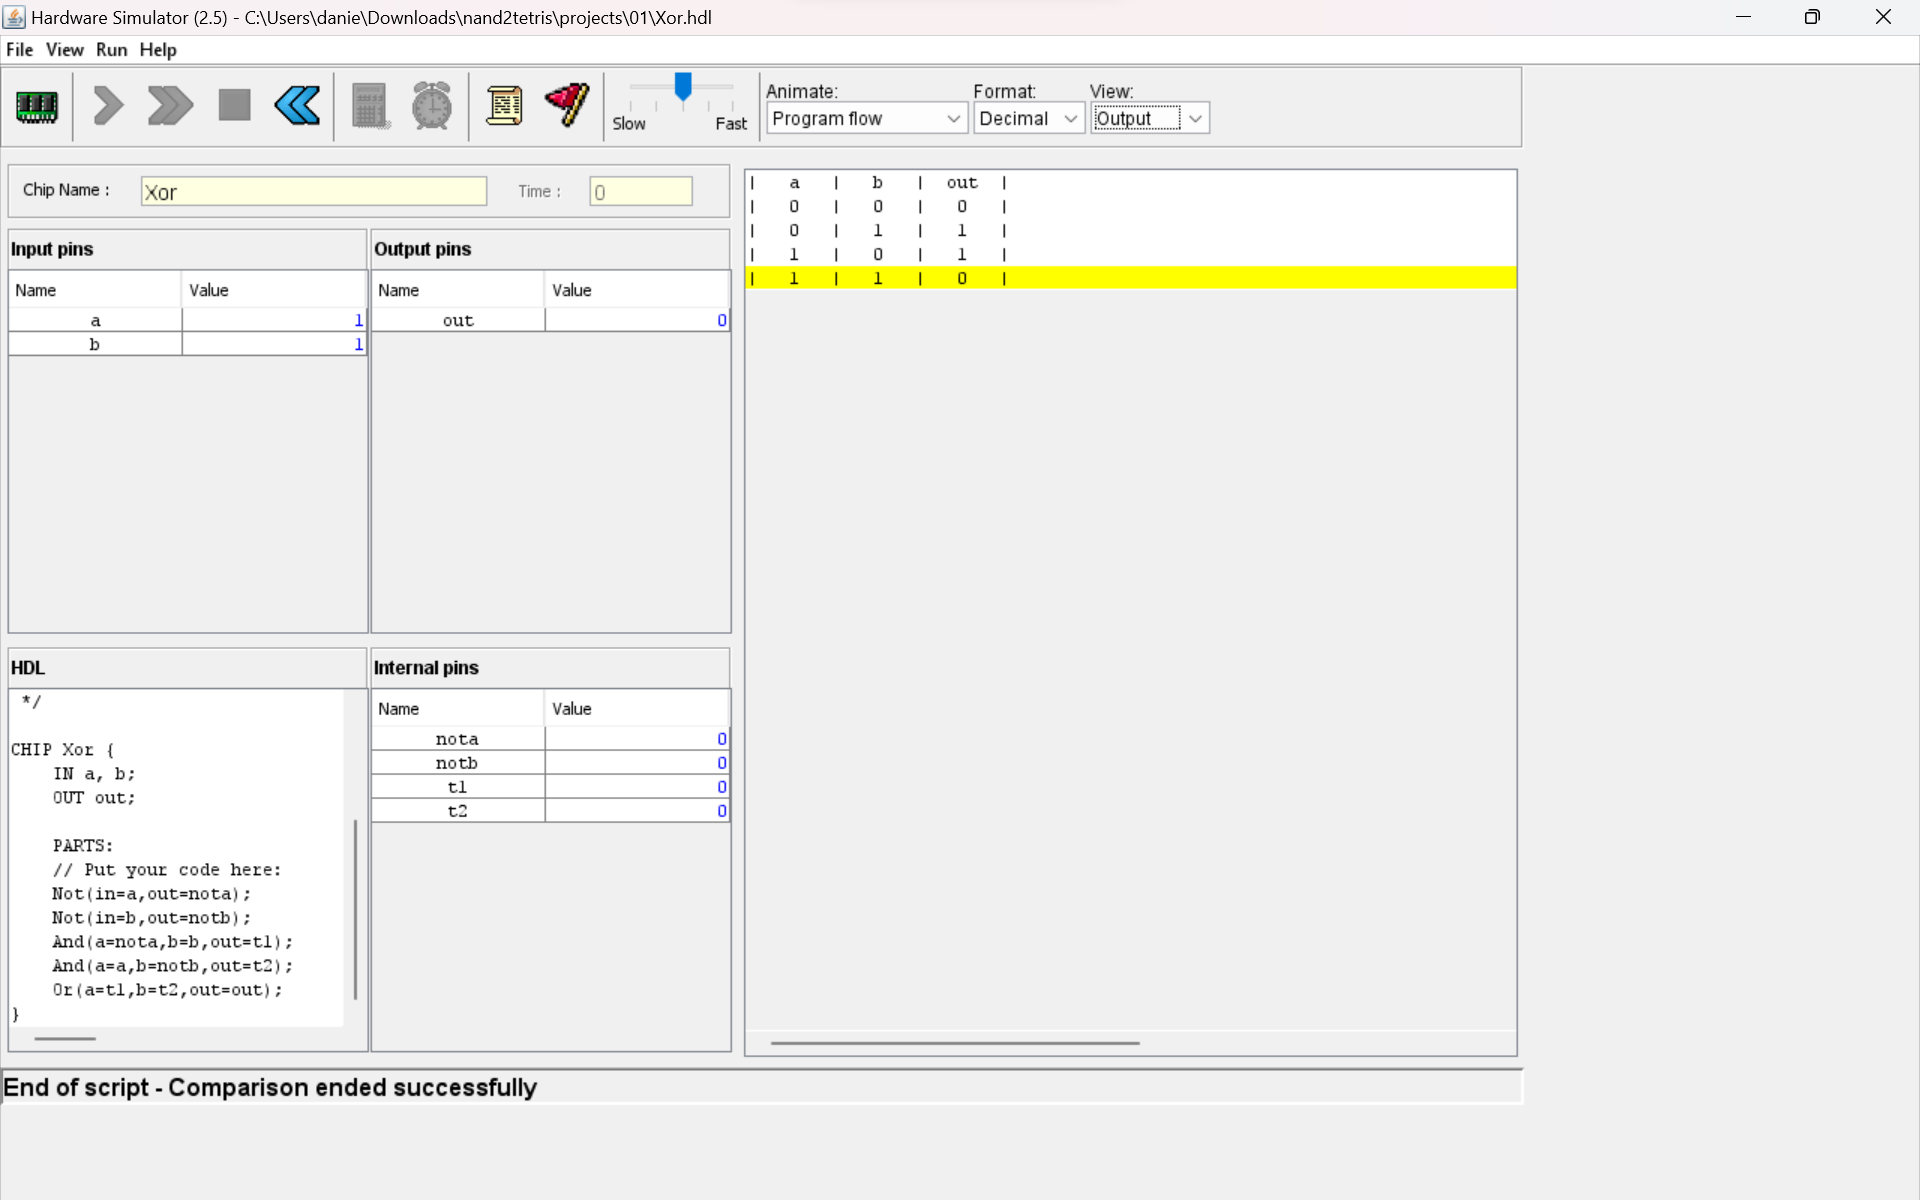 Hardware Simulator (2.5) - C:\Users\danie\Downloads\nand2tetris\projects\01\Xor.hdl
File View Run Help
Slow Fast
Animate: Format: View:
Program flow Decimal Output
Chip Name : Xor Time : 0
Input pins
Name Value
a 1
b 1
Output pins
Name Value
out 0
HDL
*/
CHIP Xor {
IN a, b;
OUT out;
PARTS:
// Put your code here:
Not(in=a,out=nota);
Not(in=b,out=notb);
And(a=nota,b=b,out=t1);
And(a=a,b=notb,out=t2);
Or(a=t1,b=t2,out=out);
}
Internal pins
Name Value
nota 0
notb 0
t1 0
t2 0
| a | b | out |
| 0 | 0 | 0 |
| 0 | 1 | 1 |
| 1 | 0 | 1 |
| 1 | 1 | 0 |
End of script - Comparison ended successfully